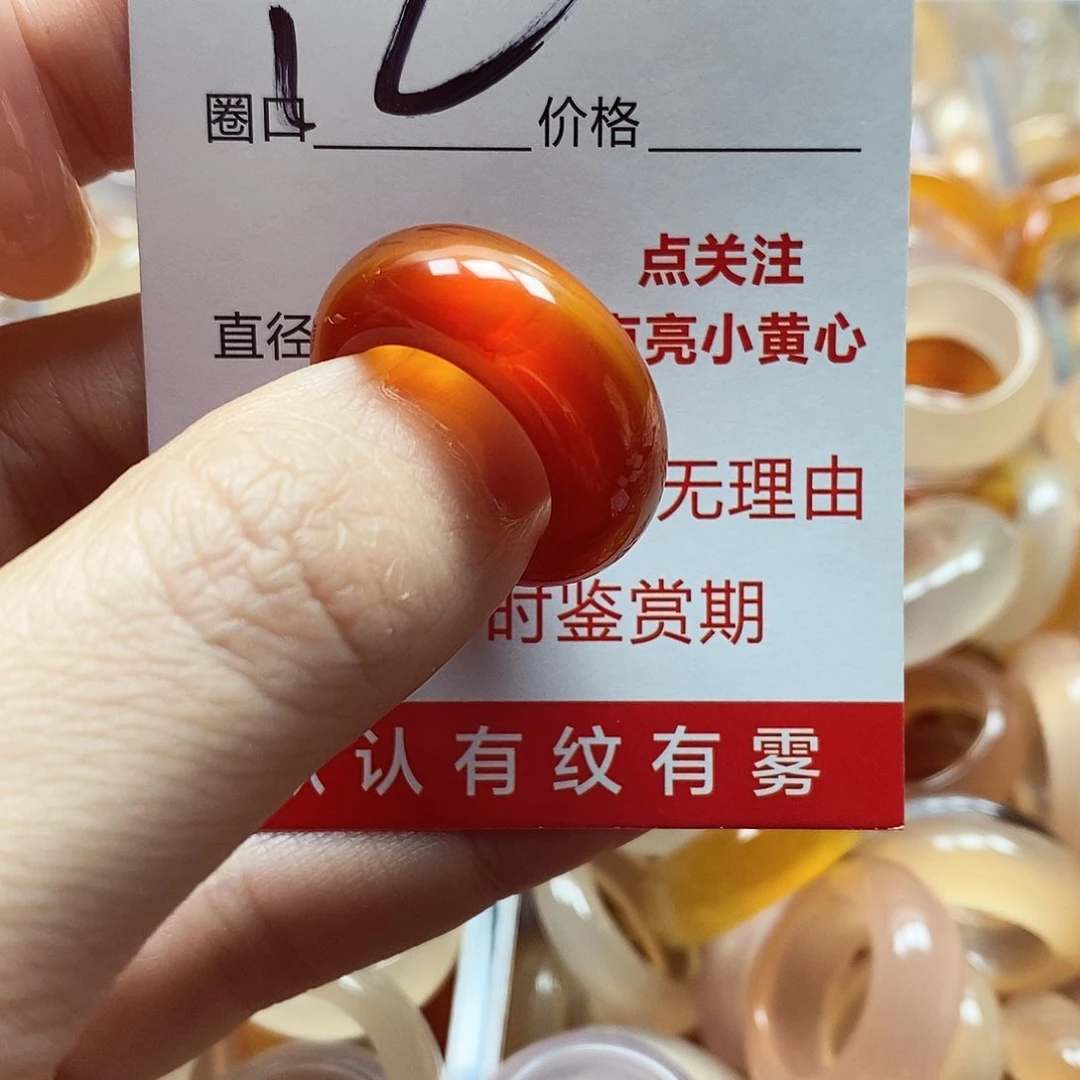 圈口 价格
点关注
直径 亮小黄心
无理由
时鉴赏期
认有纹有雾